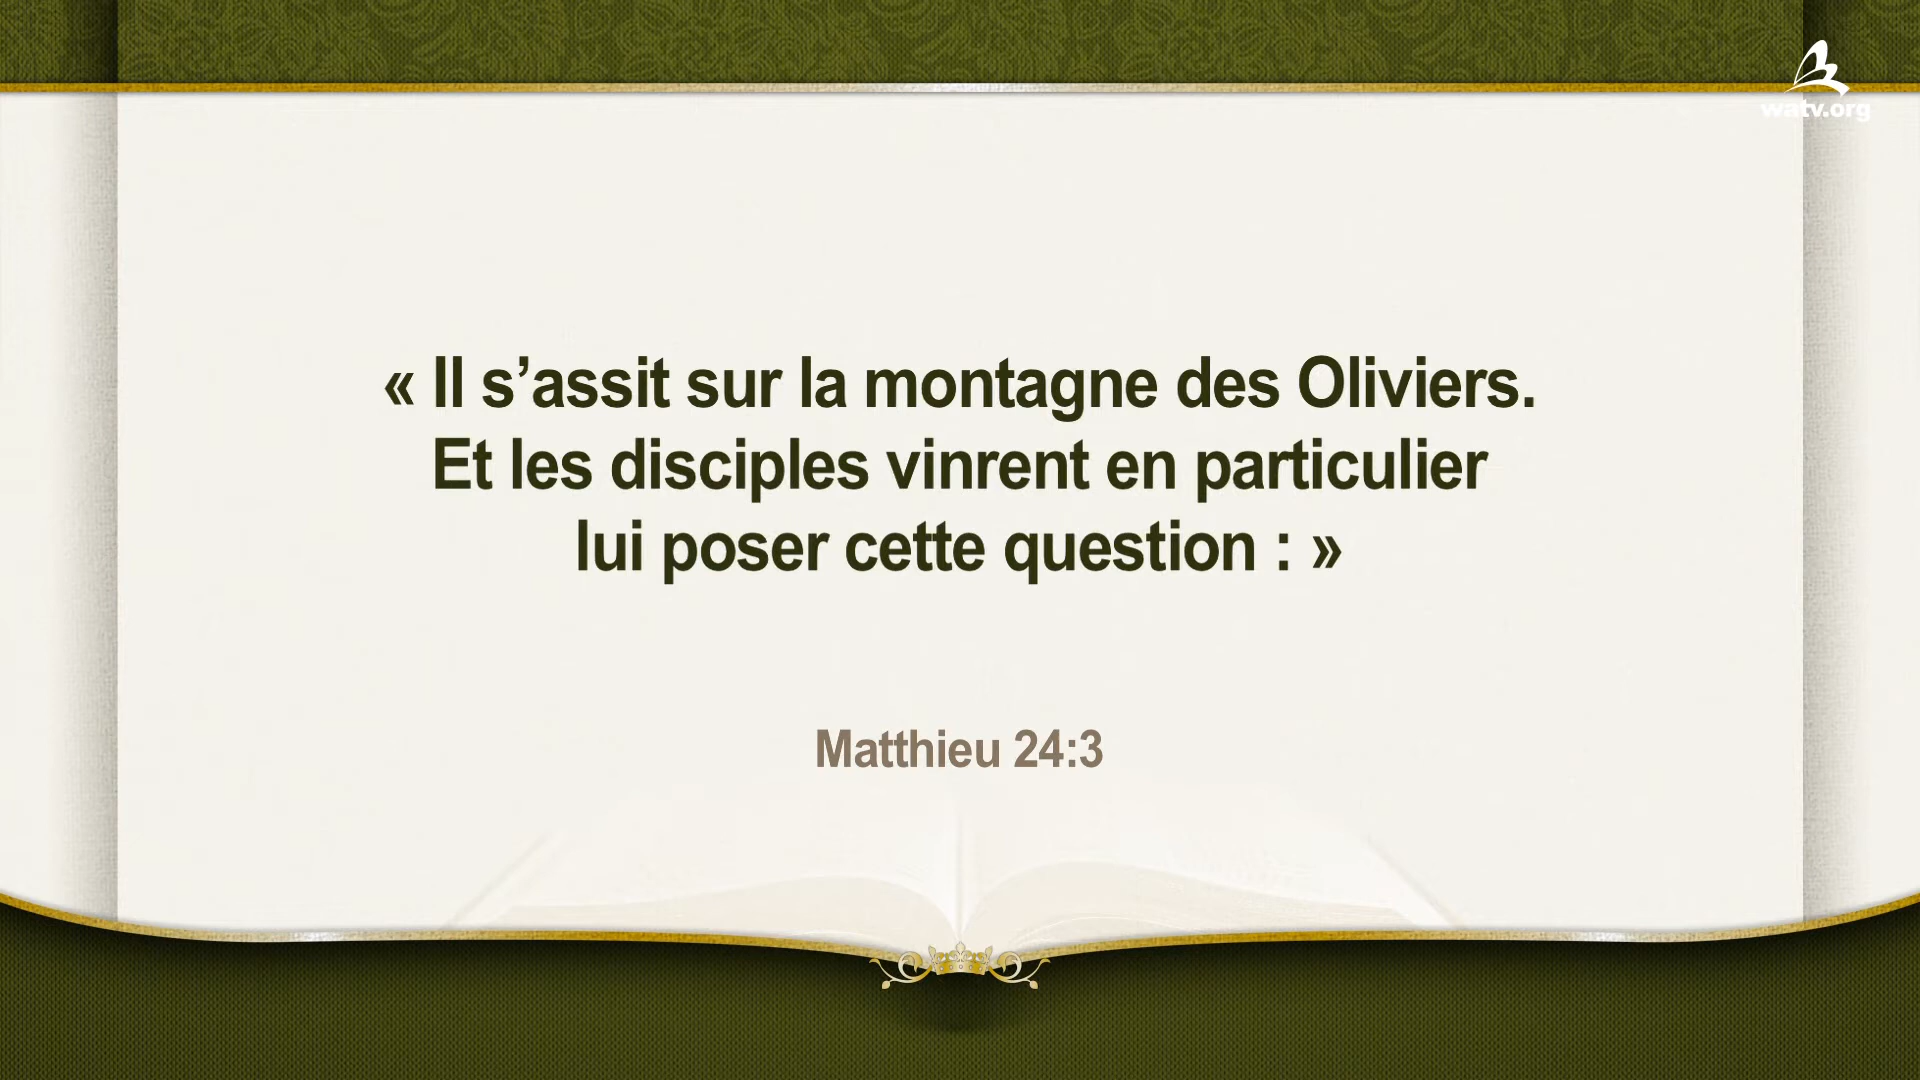 watv.org
« Il s’assit sur la montagne des Oliviers.
Et les disciples vinrent en particulier
lui poser cette question : »
Matthieu 24:3